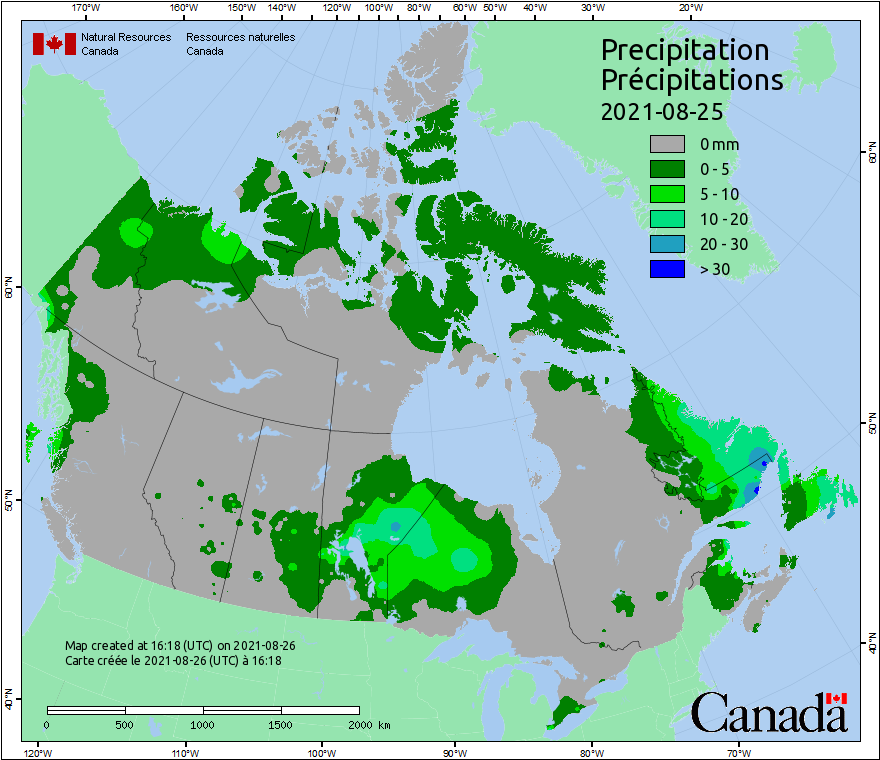 170°W 160°W 150°W 140°W 120°W 100°W 80°W 60°W 50°W 40°W 30°W 20°W
Natural Resources Ressources naturelles
Canada Canada
Precipitation
Précipitations
2021-08-25
0 mm
0 - 5
5 - 10
10 - 20
20 - 30
> 30
60°N
60°N
50°N
50°N
40°N
40°N
Map created at 16:18 (UTC) on 2021-08-26
Carte créée le 2021-08-26 (UTC) à 16:18
0 500 1000 1500 2000 km
Canada
120°W 110°W 100°W 90°W 80°W 70°W